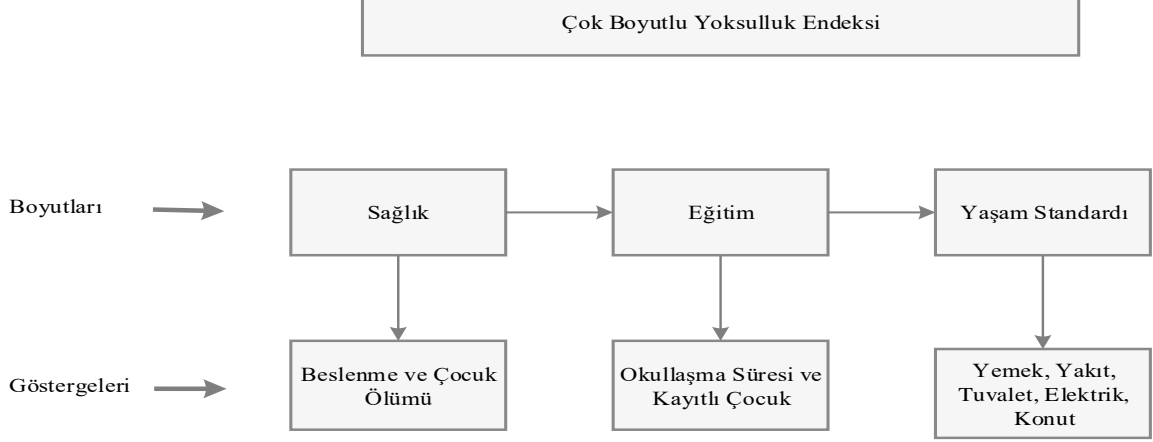 Çok Boyutlu Yoksulluk Endeksi
Boyutları
Sağlık
Eğitim
Yaşam Standardı
Göstergeleri
Beslenme ve Çocuk
Ölümü
Okullaşma Süresi ve
Kayıtlı Çocuk
Yemek, Yakıt,
Tuvalet, Elektrik,
Konut